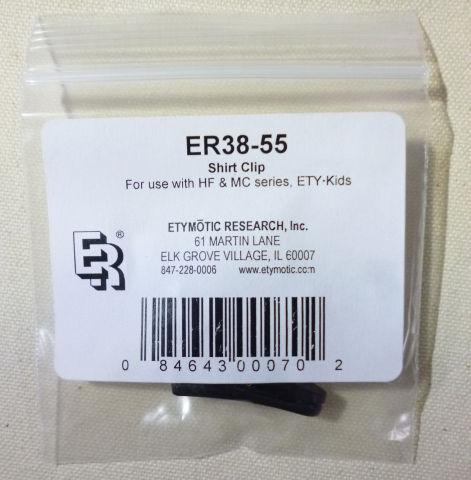 ER38-55
Shirt Clip
For use with HF & MC series, ETY-Kids
ETYMŌTIC RESEARCH, Inc.
61 MARTIN LANE
ELK GROVE VILLAGE, IL 60007
847-228-0006 www.etymotic.com
ER®
0 84643 00070 2